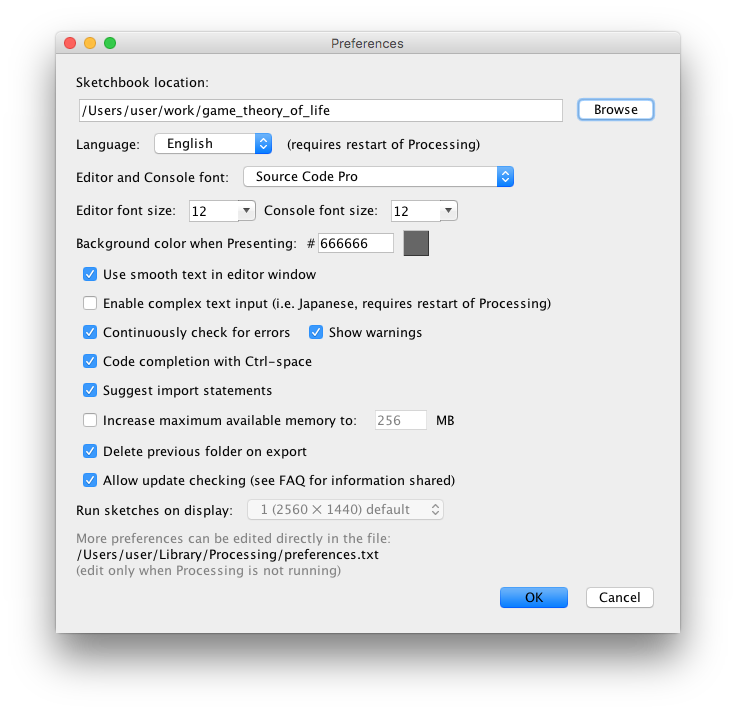 Preferences
Sketchbook location:
/Users/user/work/game_theory_of_life Browse
Language: English (requires restart of Processing)
Editor and Console font: Source Code Pro
Editor font size: 12 Console font size: 12
Background color when Presenting: # 666666
Use smooth text in editor window
Enable complex text input (i.e. Japanese, requires restart of Processing)
Continuously check for errors Show warnings
Code completion with Ctrl-space
Suggest import statements
Increase maximum available memory to: 256 MB
Delete previous folder on export
Allow update checking (see FAQ for information shared)
Run sketches on display: 1 (2560 × 1440) default
More preferences can be edited directly in the file:
/Users/user/Library/Processing/preferences.txt
(edit only when Processing is not running)
OK Cancel